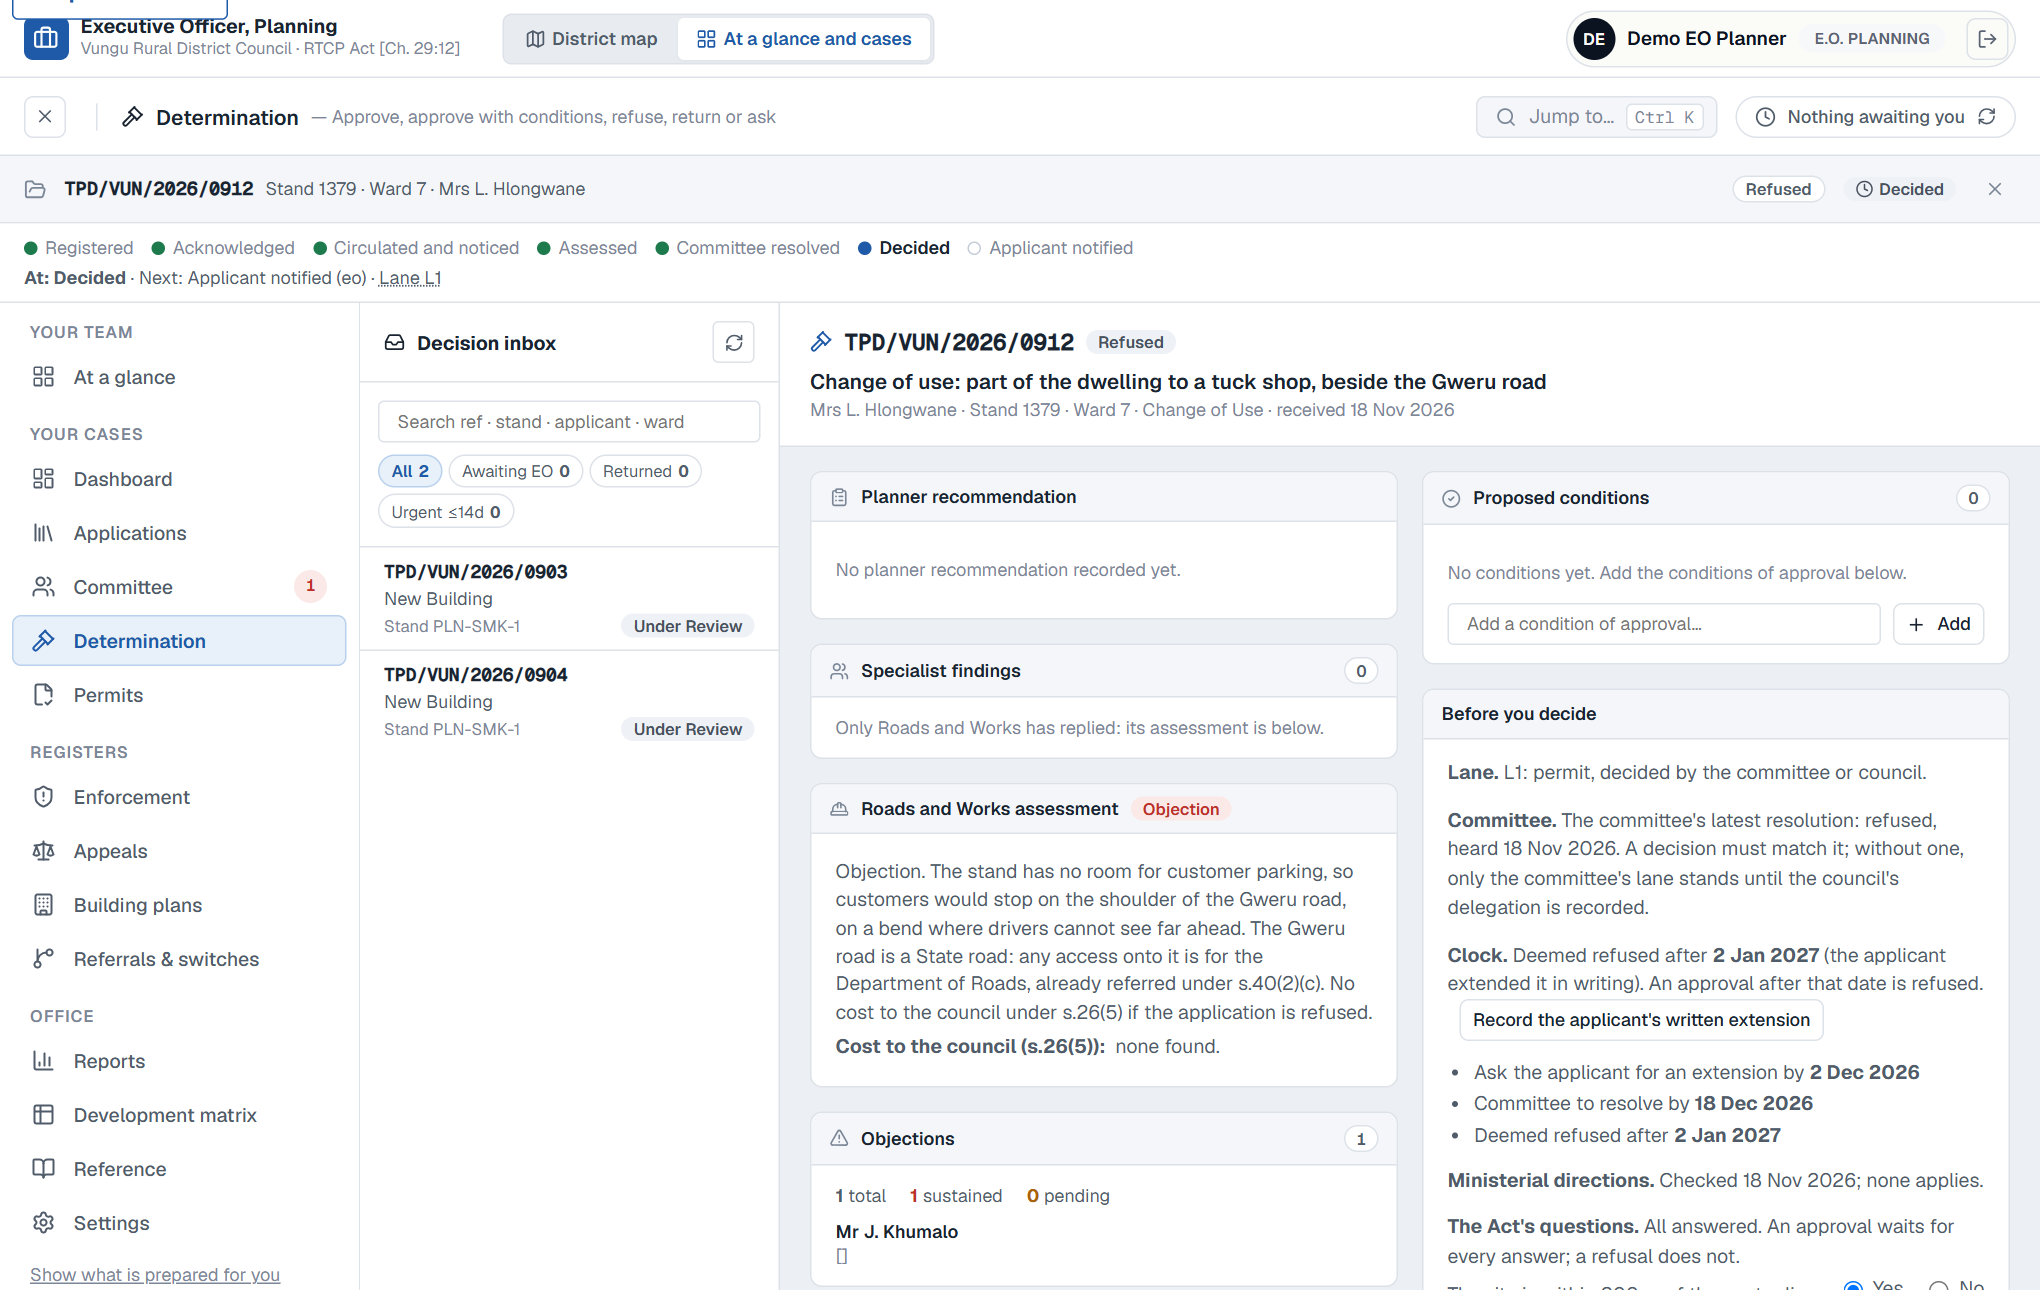 Executive Officer, Planning
Vungu Rural District Council · RTCP Act [Ch. 29:12]
District map
At a glance and cases
DE
Demo EO Planner
E.O. PLANNING
Determination — Approve, approve with conditions, refuse, return or ask
Jump to... Ctrl K
Nothing awaiting you
TPD/VUN/2026/0912 Stand 1379 · Ward 7 · Mrs L. Hlongwane
Refused
Decided
Registered
Acknowledged
Circulated and noticed
Assessed
Committee resolved
Decided
Applicant notified
At: Decided · Next: Applicant notified (eo) · Lane L1
YOUR TEAM
At a glance
YOUR CASES
Dashboard
Applications
Committee 1
Determination
Permits
REGISTERS
Enforcement
Appeals
Building plans
Referrals & switches
OFFICE
Reports
Development matrix
Reference
Settings
Show what is prepared for you
Decision inbox
Search ref · stand · applicant · ward
All 2
Awaiting EO 0
Returned 0
Urgent ≤14d 0
TPD/VUN/2026/0903
New Building
Stand PLN-SMK-1
Under Review
TPD/VUN/2026/0904
New Building
Stand PLN-SMK-1
Under Review
TPD/VUN/2026/0912 Refused
Change of use: part of the dwelling to a tuck shop, beside the Gweru road
Mrs L. Hlongwane · Stand 1379 · Ward 7 · Change of Use · received 18 Nov 2026
Planner recommendation
No planner recommendation recorded yet.
Specialist findings 0
Only Roads and Works has replied: its assessment is below.
Roads and Works assessment Objection
Objection. The stand has no room for customer parking, so
customers would stop on the shoulder of the Gweru road,
on a bend where drivers cannot see far ahead. The Gweru
road is a State road: any access onto it is for the
Department of Roads, already referred under s.40(2)(c). No
cost to the council under s.26(5) if the application is refused.
Cost to the council (s.26(5)): none found.
Objections 1
1 total 1 sustained 0 pending
Mr J. Khumalo
[]
Proposed conditions 0
No conditions yet. Add the conditions of approval below.
Add a condition of approval...
+ Add
Before you decide
Lane. L1: permit, decided by the committee or council.
Committee. The committee's latest resolution: refused,
heard 18 Nov 2026. A decision must match it; without one,
only the committee's lane stands until the council's
delegation is recorded.
Clock. Deemed refused after 2 Jan 2027 (the applicant
extended it in writing). An approval after that date is refused.
Record the applicant's written extension
• Ask the applicant for an extension by 2 Dec 2026
• Committee to resolve by 18 Dec 2026
• Deemed refused after 2 Jan 2027
Ministerial directions. Checked 18 Nov 2026; none applies.
The Act's questions. All answered. An approval waits for
every answer; a refusal does not.
Yes No